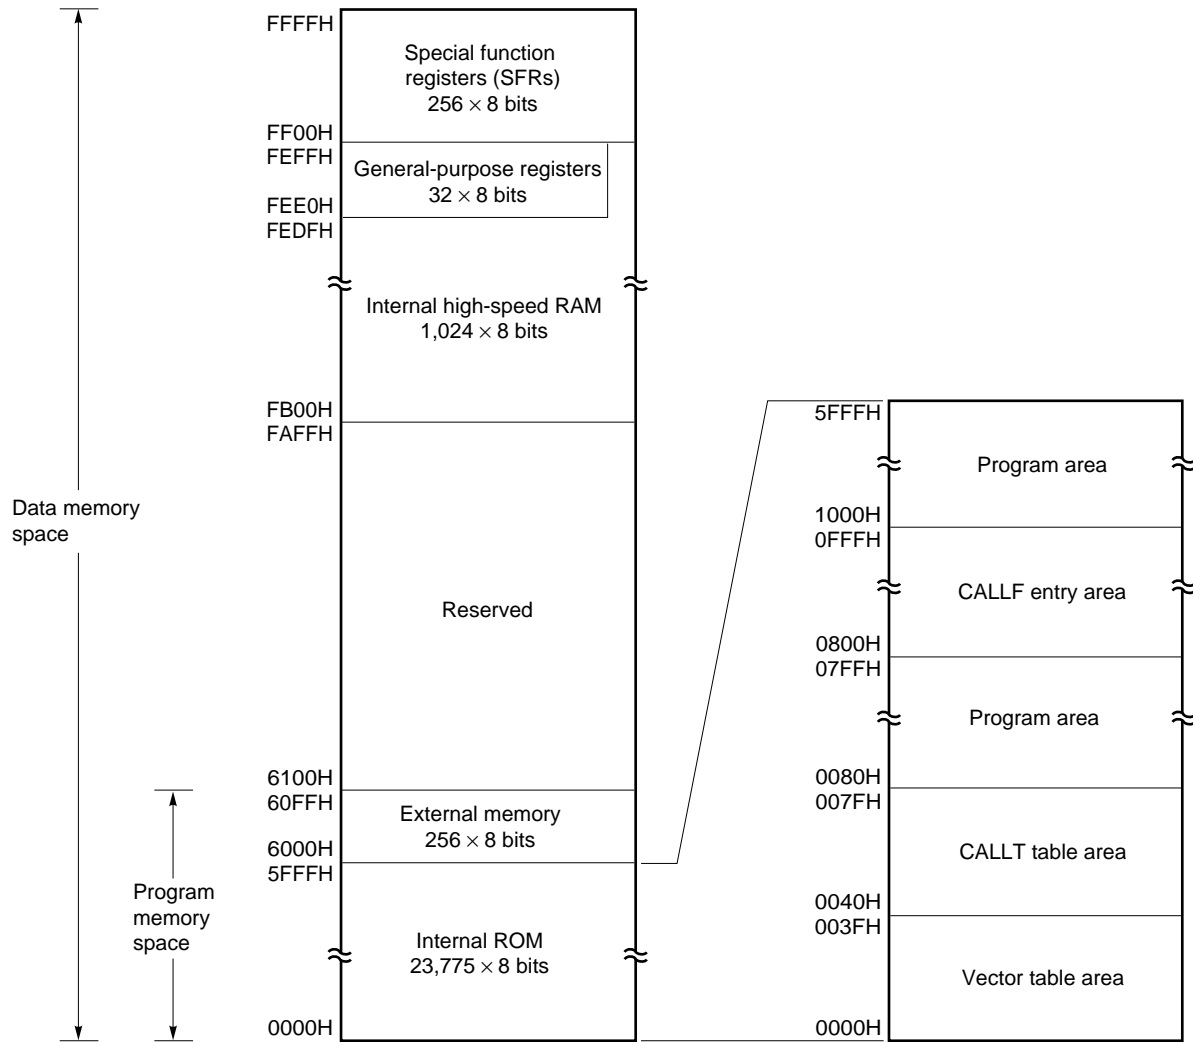 FFFFH
Special function
registers (SFRs)
256 × 8 bits
FF00H
FEFFH
General-purpose registers
32 × 8 bits
FEE0H
FEDFH
Internal high-speed RAM
1,024 × 8 bits
FB00H
FAFFH
Data memory
space
Reserved
6100H
60FFH
External memory
256 × 8 bits
6000H
5FFFH
Program
memory
space
Internal ROM
23,775 × 8 bits
0000H
5FFFH
Program area
1000H
0FFFH
CALLF entry area
0800H
07FFH
Program area
0080H
007FH
CALLT table area
0040H
003FH
Vector table area
0000H